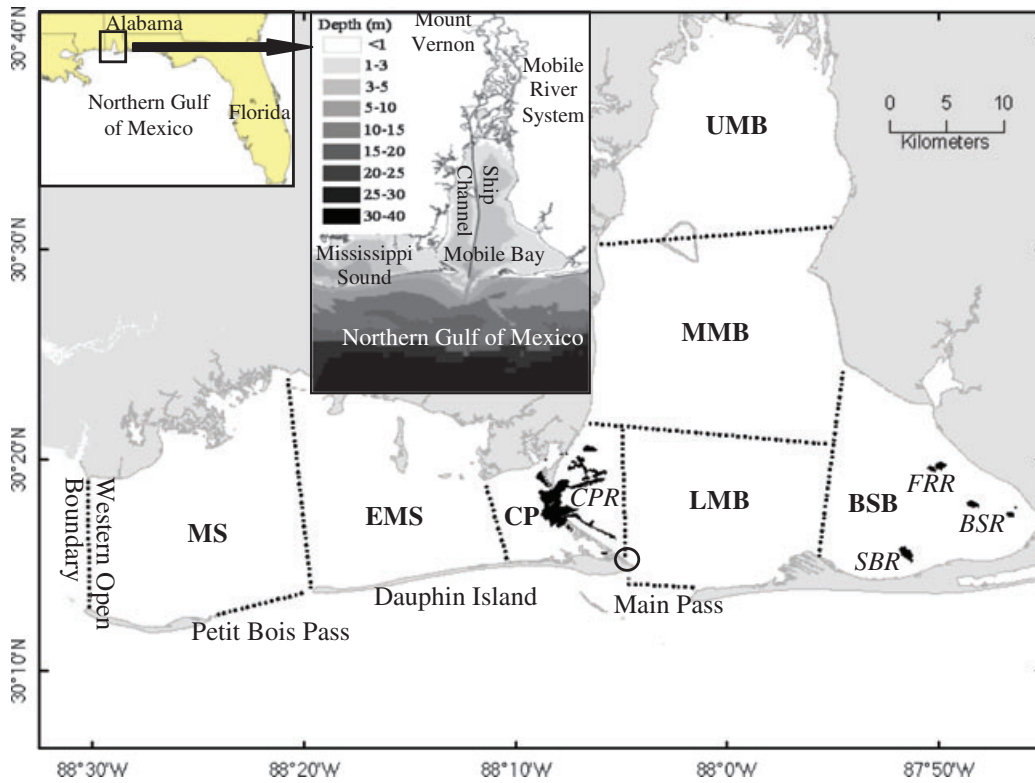 Alabama
Northern Gulf
of Mexico
Florida
Depth (m)
<1
1-3
3-5
5-10
10-15
15-20
20-25
25-30
30-40
Mount
Vernon
Mobile
River
System
Ship
Channel
Mississippi
Sound
Mobile Bay
Northern Gulf of Mexico
0 5 10
Kilometers
UMB
MMB
LMB
BSB
FRR
BSR
SBR
CP
CPR
EMS
MS
Western Open
Boundary
Petit Bois Pass
Dauphin Island
Main Pass
30°40'N
30°30'N
30°20'N
30°10'N
88°30'W
88°20'W
88°10'W
88°0'W
87°50'W